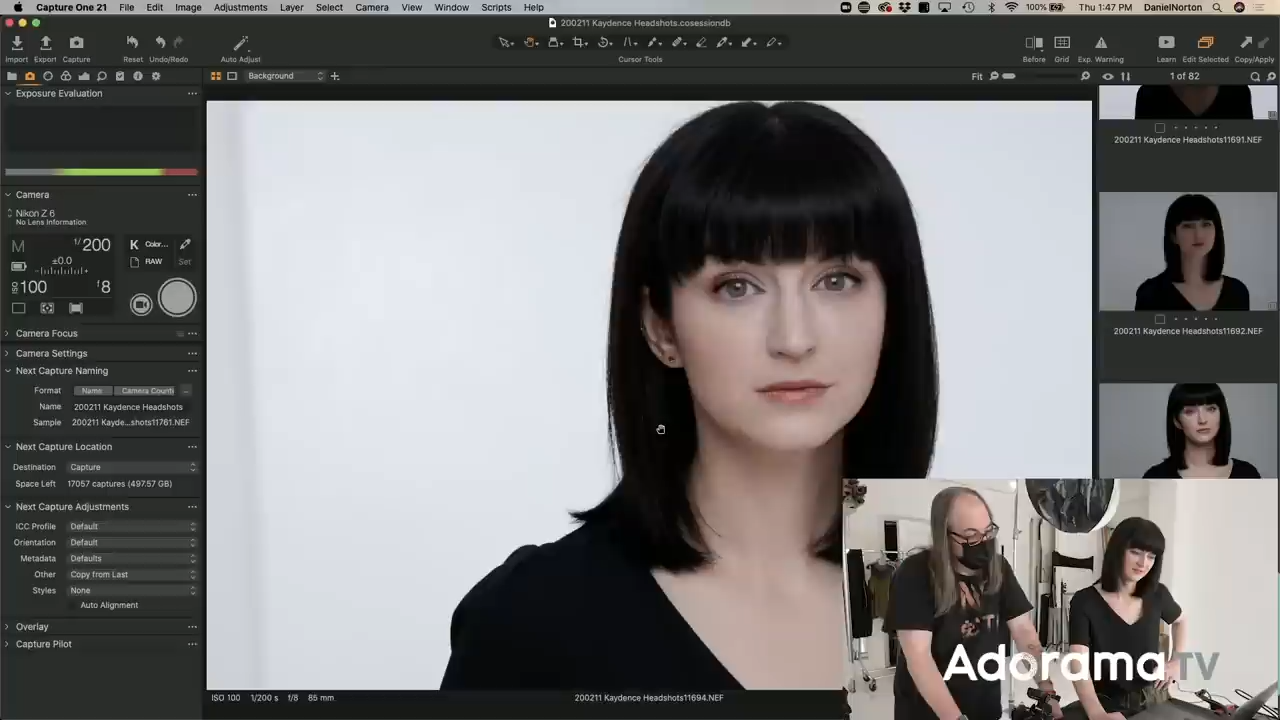 Capture One 21 File Edit Image Adjustments Layer Select Camera View Window Scripts Help 100% Thu 1:47 PM DanielNorton
200211 Kaydence Headshots.cosessiondb
Import Export Capture Reset Undo/Redo Auto Adjust Cursor Tools Before Grid Exp. Warning Learn Edit Selected Copy/Apply
Background Fit 1 of 82
Exposure Evaluation
Camera
Nikon Z 6
No Lens Information
M 1/200 K Color...
±0.0 RAW Set
ISO 100 f8
Camera Focus
Camera Settings
Next Capture Naming
Format Name Camera Count
Name 200211 Kaydence Headshots
Sample 200211 Kayde...shots11761.NEF
Next Capture Location
Destination Capture
Space Left 17057 captures (497.57 GB)
Next Capture Adjustments
ICC Profile Default
Orientation Default
Metadata Defaults
Other Copy from Last
Styles None
Auto Alignment
Overlay
Capture Pilot
200211 Kaydence Headshots11691.NEF
200211 Kaydence Headshots11692.NEF
ISO 100 1/200 s f/8 85 mm 200211 Kaydence Headshots11694.NEF
Adorama TV